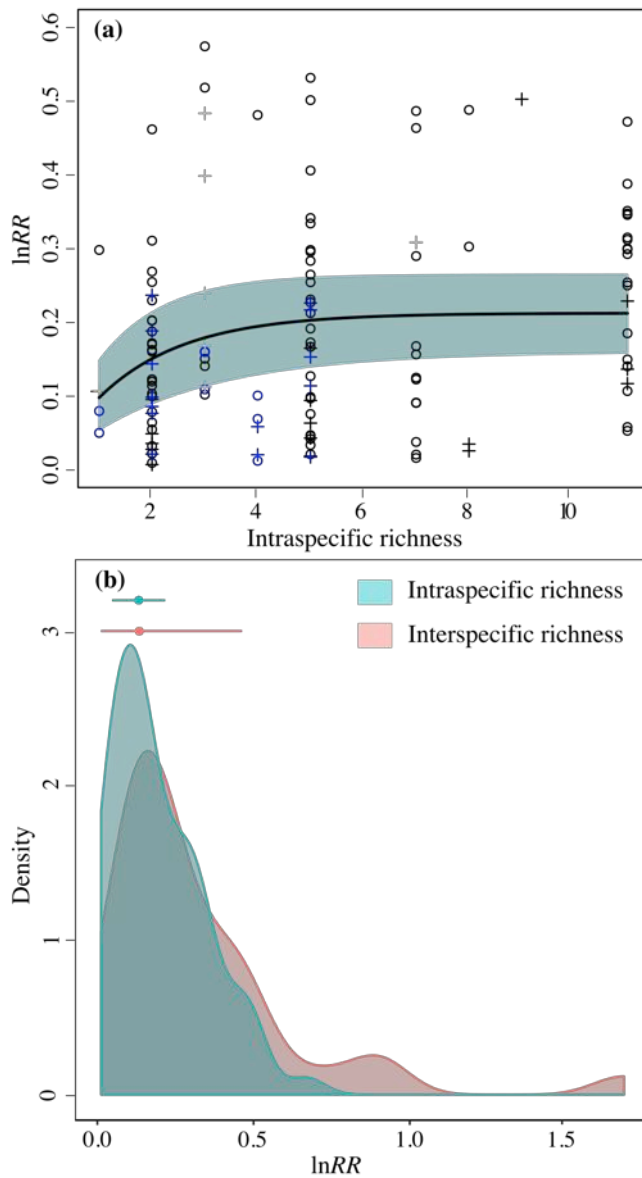 (a)
0.6
0.5
0.4
0.3
0.2
0.1
0.0
lnRR
2 4 6 8 10
Intraspecific richness
(b)
Intraspecific richness
Interspecific richness
3
2
1
0
Density
0.0 0.5 1.0 1.5
lnRR